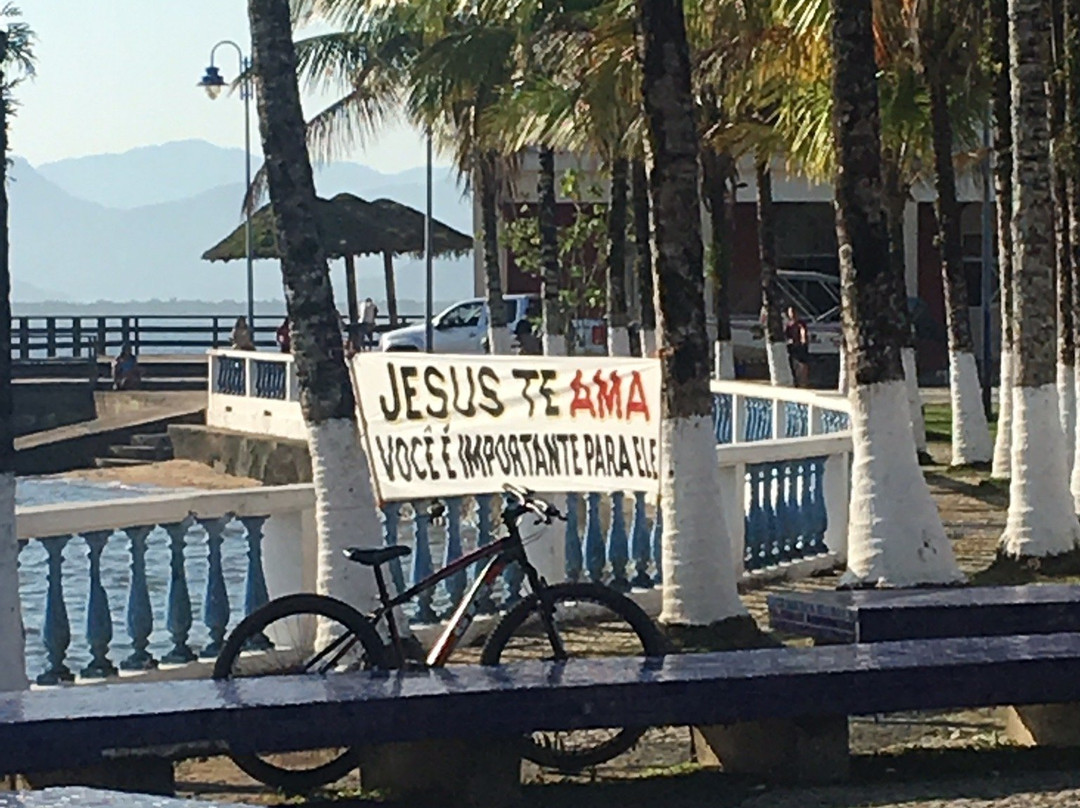 JESUS TE AMA
VOCÊ É IMPORTANTE PARA ELE